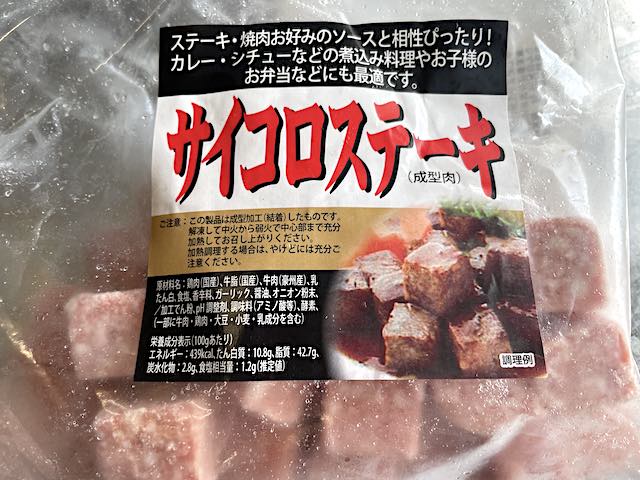 ステーキ・焼肉お好みのソースと相性ぴったり!
カレー・シチューなどの煮込み料理やお子様の
お弁当などにも最適です。
サイコロステーキ
(成型肉)
ご注意:この製品は成型加工(結着)したものです。
解凍して中火から弱火で中心部まで充分
加熱してお召し上がりください。
加熱調理する場合は、やけどには充分ご
注意ください。
原材料名:鶏肉(国産)、牛脂(国産)、牛肉(豪州産)、乳
たん白、食塩、香辛料、ガーリック、醤油、オニオン粉末、
/加工でん粉、pH調整剤、調味料(アミノ酸等)、酵素、
(一部に牛肉・鶏肉・大豆・小麦・乳成分を含む)
栄養成分表示(100gあたり)
エネルギー:439kcal、たん白質:10.8g、脂質:42.7g、
炭水化物:2.8g、食塩相当量:1.2g(推定値)
調理例